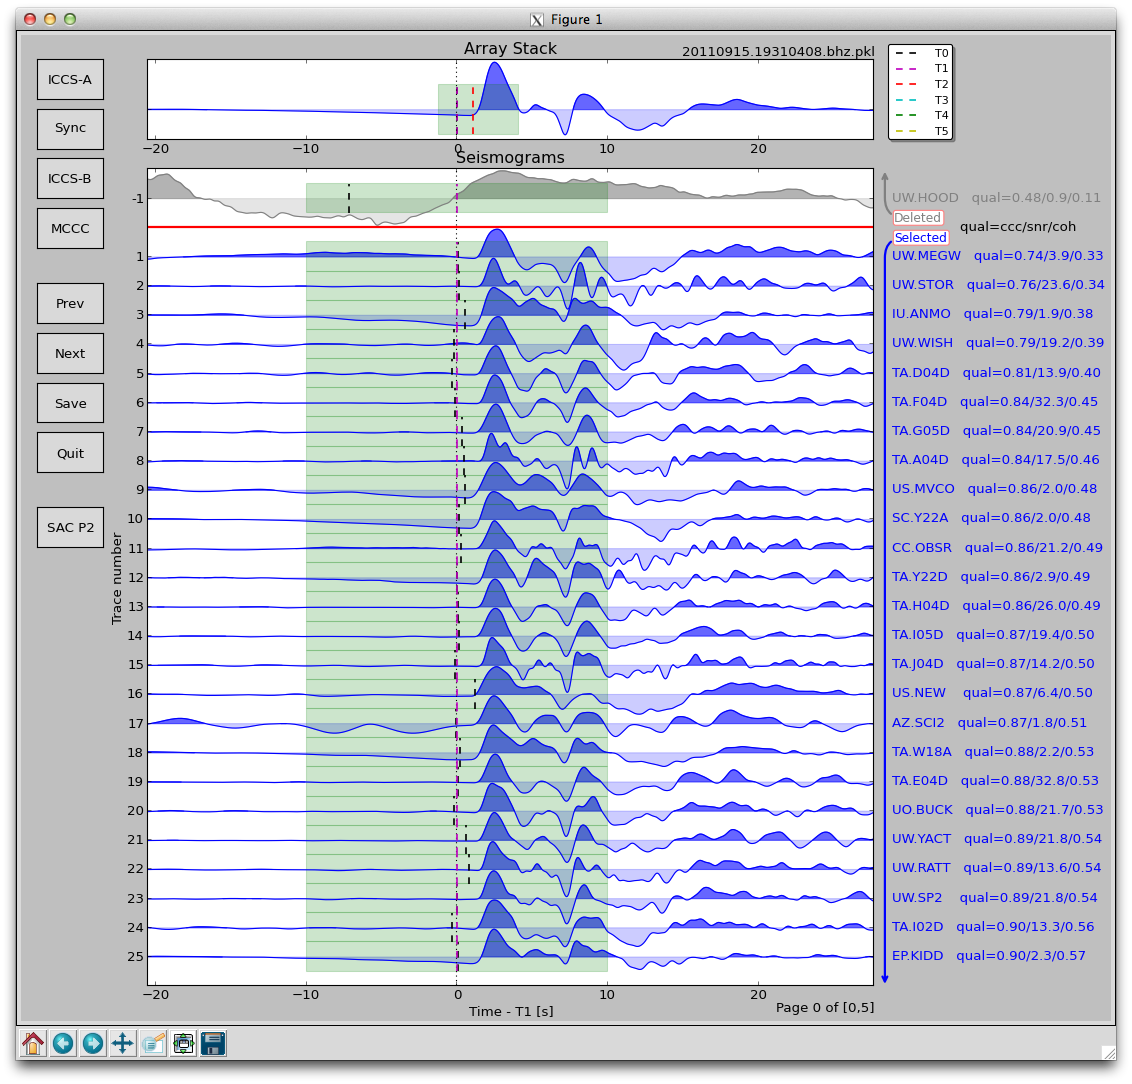 Figure 1
Array Stack
20110915.19310408.bhz.pkl
ICCS-A
Sync
ICCS-B
MCCC
Prev
Next
Save
Quit
SAC P2
T0
T1
T2
T3
T4
T5
−20 −10 0 10 20
Seismograms
Trace number
-1 UW.HOOD qual=0.48/0.9/0.11
Deleted
qual=ccc/snr/coh
Selected
1 UW.MEGW qual=0.74/3.9/0.33
2 UW.STOR qual=0.76/23.6/0.34
3 IU.ANMO qual=0.79/1.9/0.38
4 UW.WISH qual=0.79/19.2/0.39
5 TA.D04D qual=0.81/13.9/0.40
6 TA.F04D qual=0.84/32.3/0.45
7 TA.G05D qual=0.84/20.9/0.45
8 TA.A04D qual=0.84/17.5/0.46
9 US.MVCO qual=0.86/2.0/0.48
10 SC.Y22A qual=0.86/2.0/0.48
11 CC.OBSR qual=0.86/21.2/0.49
12 TA.Y22D qual=0.86/2.9/0.49
13 TA.H04D qual=0.86/26.0/0.49
14 TA.I05D qual=0.87/19.4/0.50
15 TA.J04D qual=0.87/14.2/0.50
16 US.NEW qual=0.87/6.4/0.50
17 AZ.SCI2 qual=0.87/1.8/0.51
18 TA.W18A qual=0.88/2.2/0.53
19 TA.E04D qual=0.88/32.8/0.53
20 UO.BUCK qual=0.88/21.7/0.53
21 UW.YACT qual=0.89/21.8/0.54
22 UW.RATT qual=0.89/13.6/0.54
23 UW.SP2 qual=0.89/21.8/0.54
24 TA.I02D qual=0.90/13.3/0.56
25 EP.KIDD qual=0.90/2.3/0.57
−20 −10 0 10 20
Time - T1 [s]
Page 0 of [0,5]